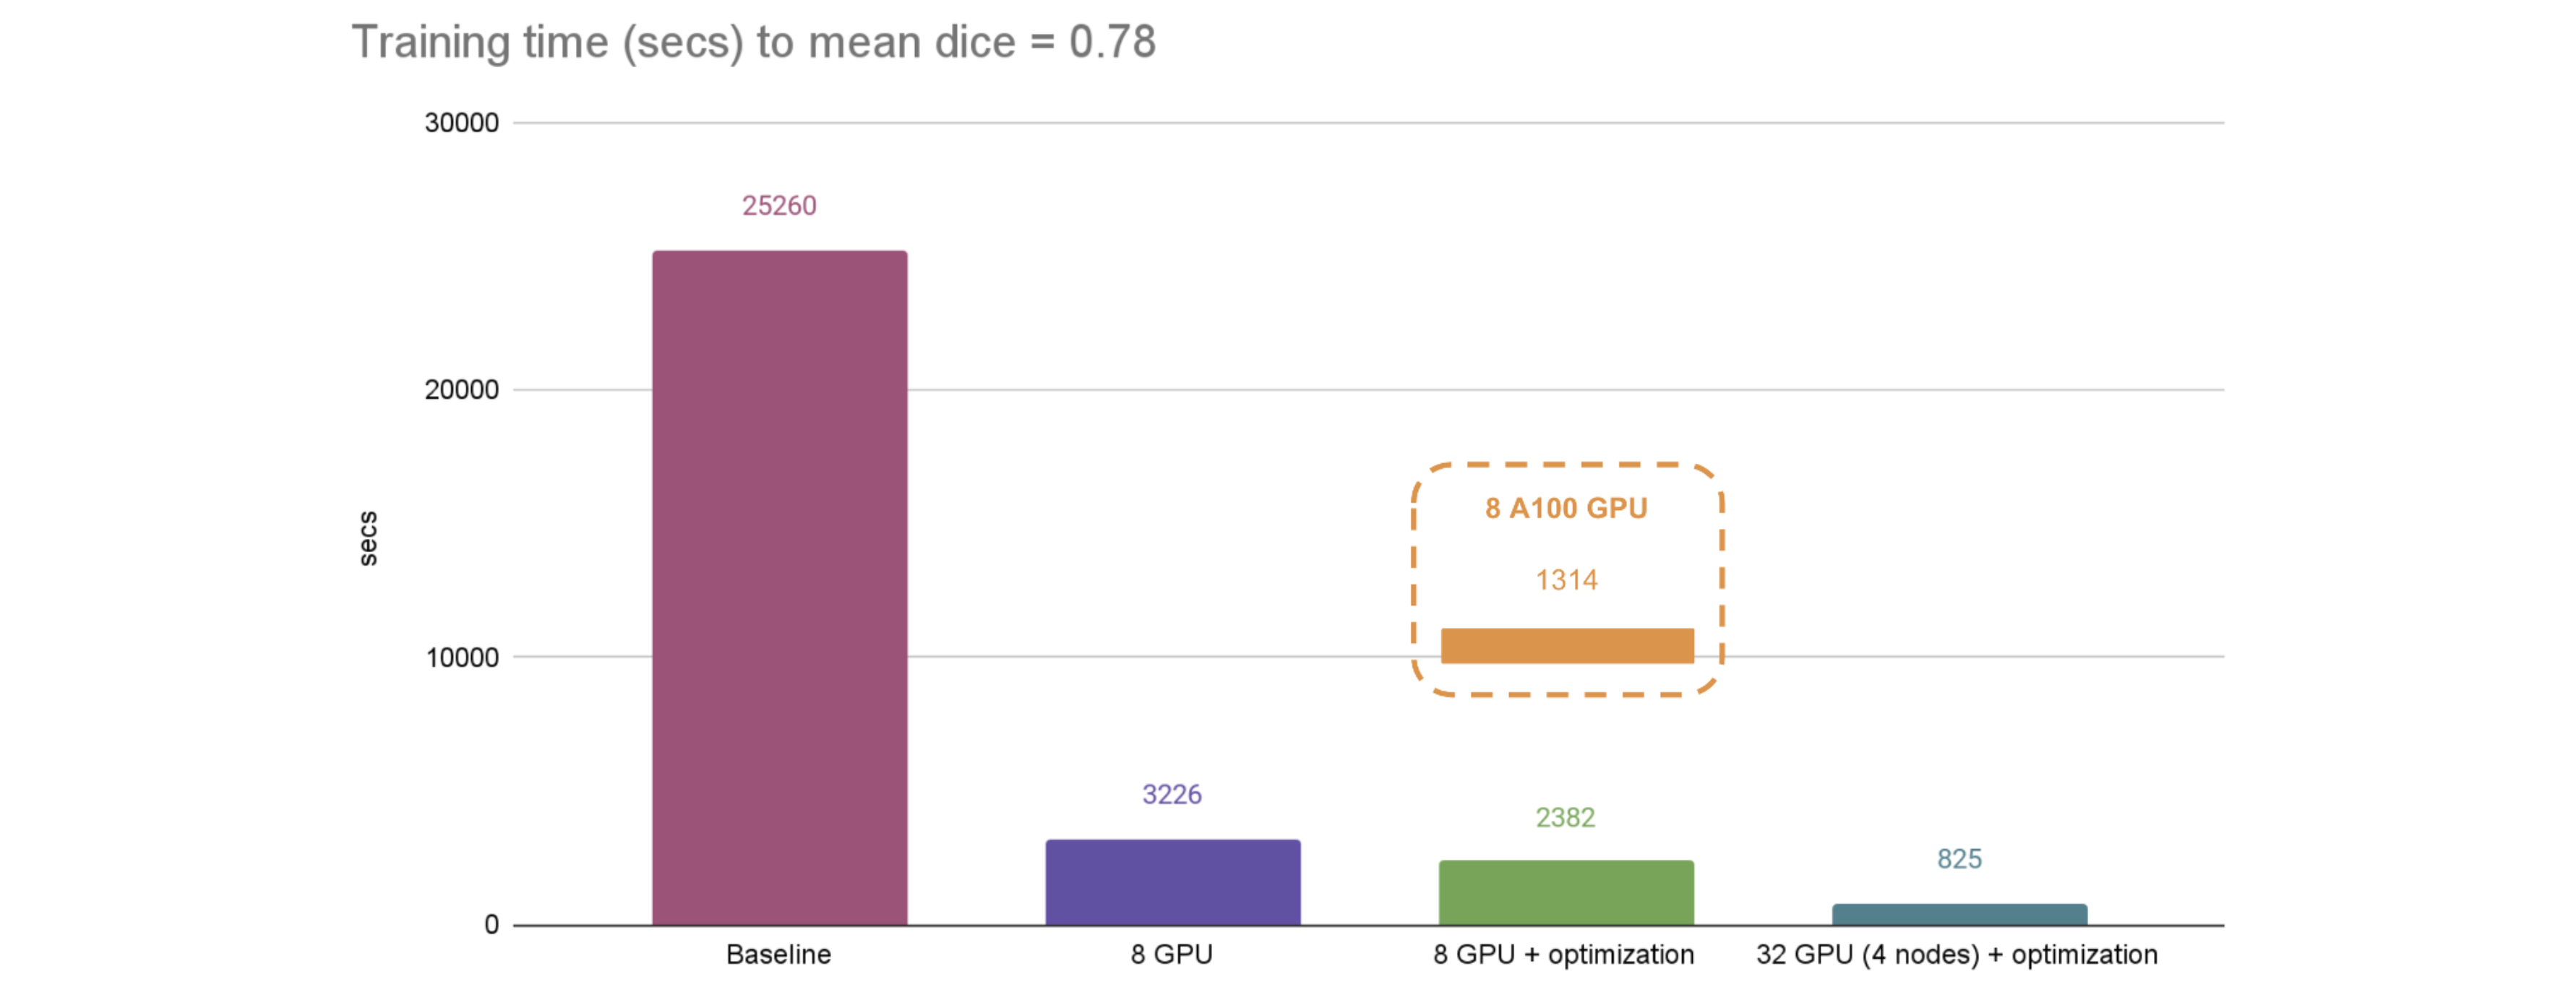 Training time (secs) to mean dice = 0.78
30000
25260
20000
8 A100 GPU
1314
secs
10000
3226
2382
825
0
Baseline
8 GPU
8 GPU + optimization
32 GPU (4 nodes) + optimization